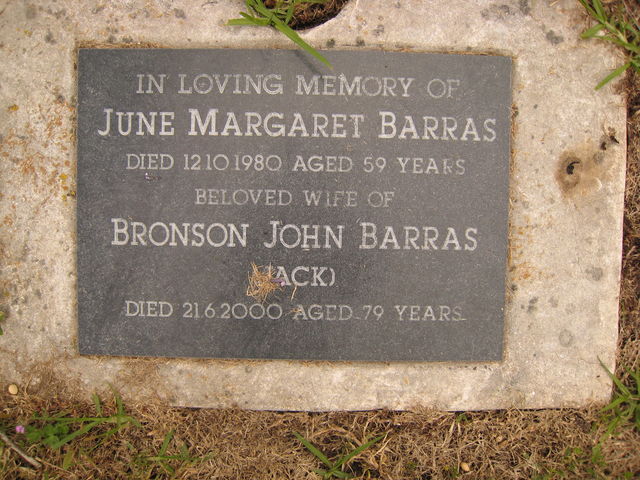 IN LOVING MEMORY OF
JUNE MARGARET BARRAS
DIED 12.10.1980 AGED 59 YEARS
BELOVED WIFE OF
BRONSON JOHN BARRAS
(JACK)
DIED 21.6.2000 AGED 79 YEARS